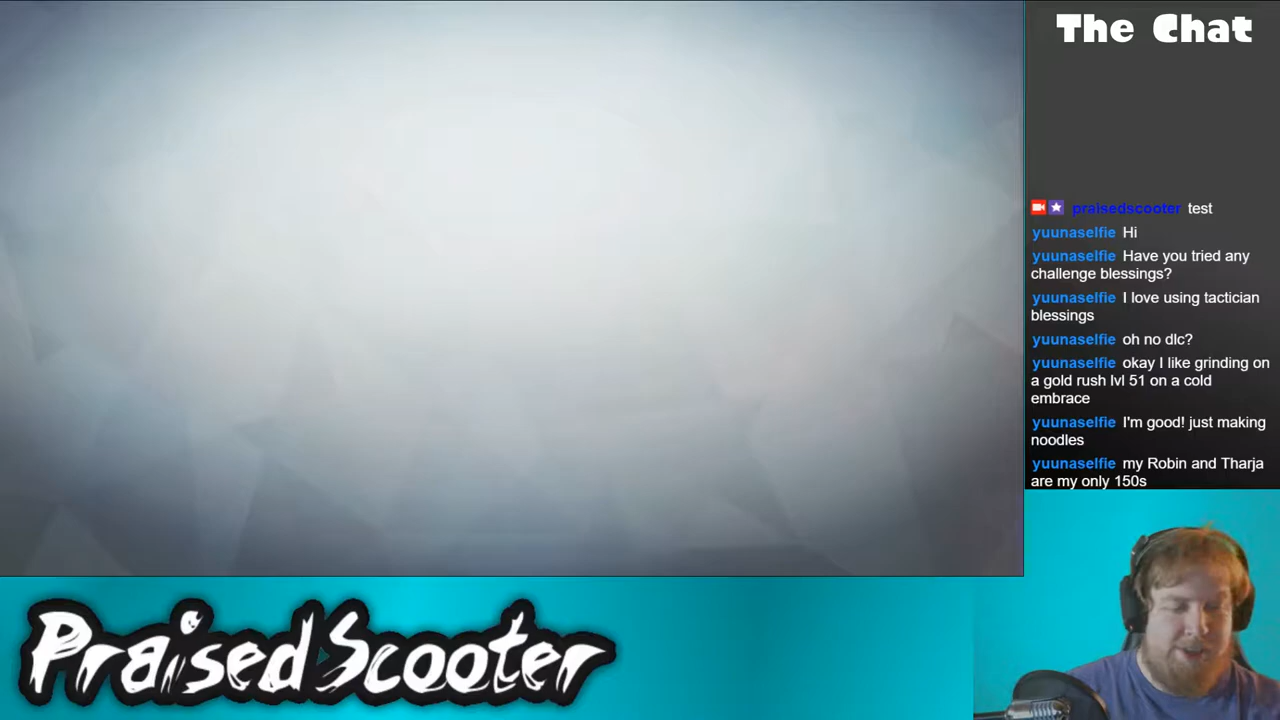 The Chat
praisedscooter test
yuunaselfie Hi
yuunaselfie Have you tried any
challenge blessings?
yuunaselfie I love using tactician
blessings
yuunaselfie oh no dlc?
yuunaselfie okay I like grinding on
a gold rush lvl 51 on a cold
embrace
yuunaselfie I'm good! just making
noodles
yuunaselfie my Robin and Tharja
are my only 150s
PraisedScooter